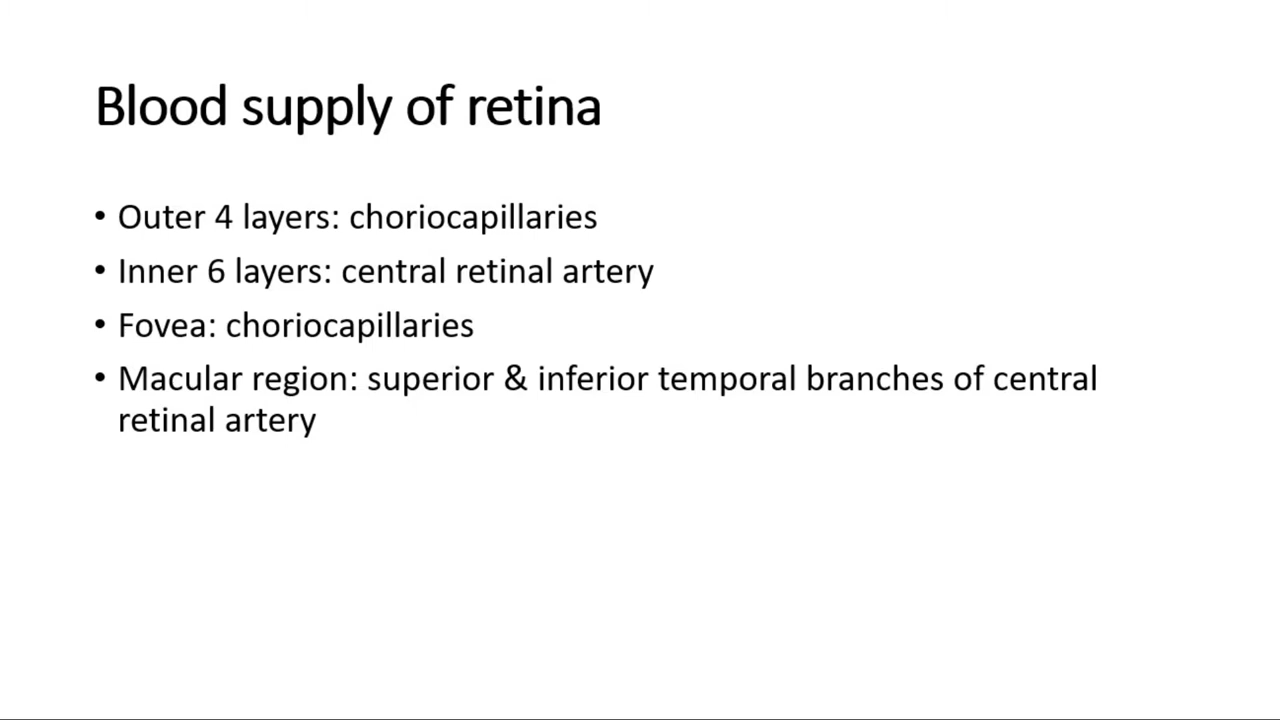 Blood supply of retina
• Outer 4 layers: choriocapillaries
• Inner 6 layers: central retinal artery
• Fovea: choriocapillaries
• Macular region: superior & inferior temporal branches of central
retinal artery